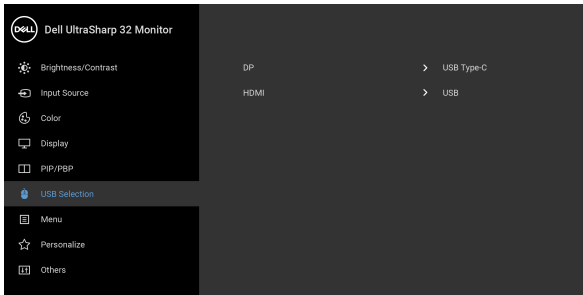 DELL Dell UltraSharp 32 Monitor
Brightness/Contrast
DP > USB Type-C
Input Source
HDMI > USB
Color
Display
PIP/PBP
USB Selection
Menu
Personalize
Others